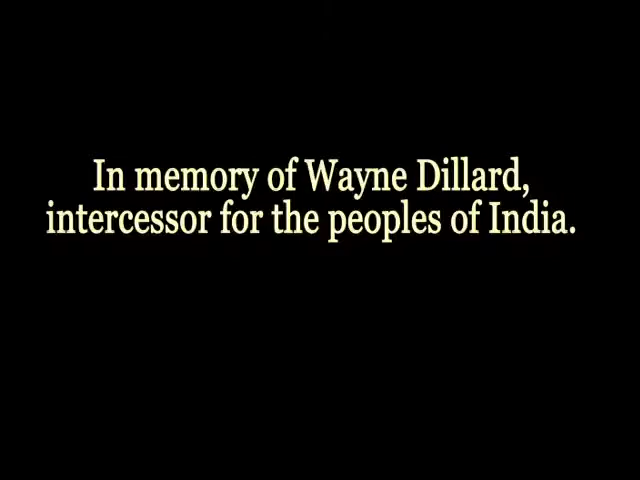 In memory of Wayne Dillard,
intercessor for the peoples of India.